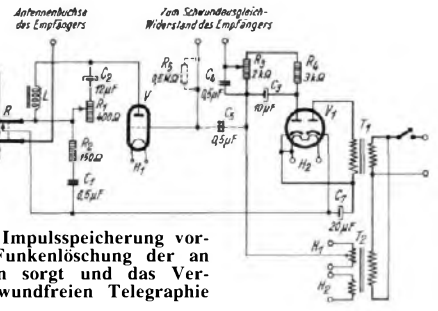 Antennenbuchse
des Empfängers
Zum Schwundausgleich-
Widerstand des Empfängers
R
L
C2
10µF
R1
400Ω
R2
150Ω
C1
0,5µF
V
H1
R5
0,5MΩ
C4
0,5µF
C5
0,5µF
R3
2kΩ
C3
10µF
R4
3kΩ
V1
H2
T1
C7
20µF
T2
H1
H2
Impulsspeicherung vor-
Funkenlöschung der an
n sorgt und das Ver-
wundfreien Telegraphie